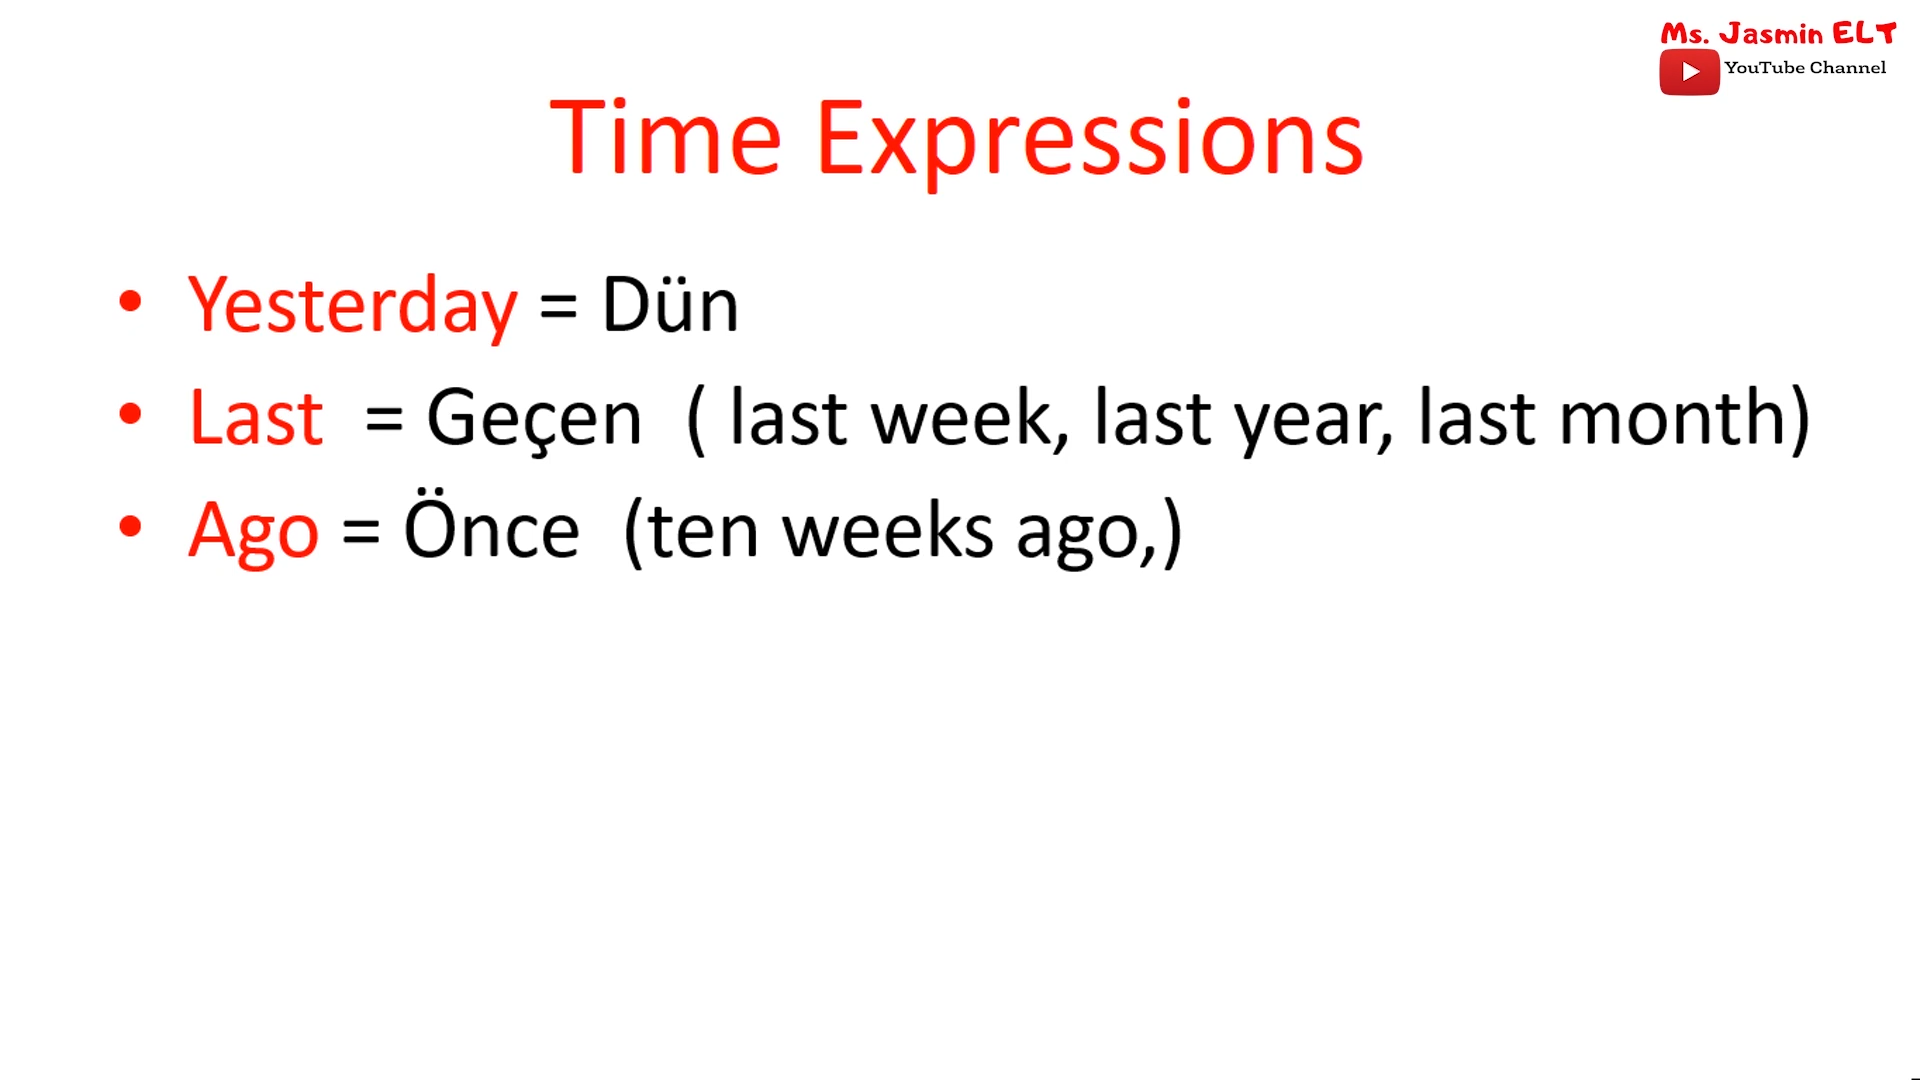 Ms. Jasmin ELT
YouTube Channel
Time Expressions
• Yesterday = Dün
• Last = Geçen ( last week, last year, last month)
• Ago = Önce (ten weeks ago,)